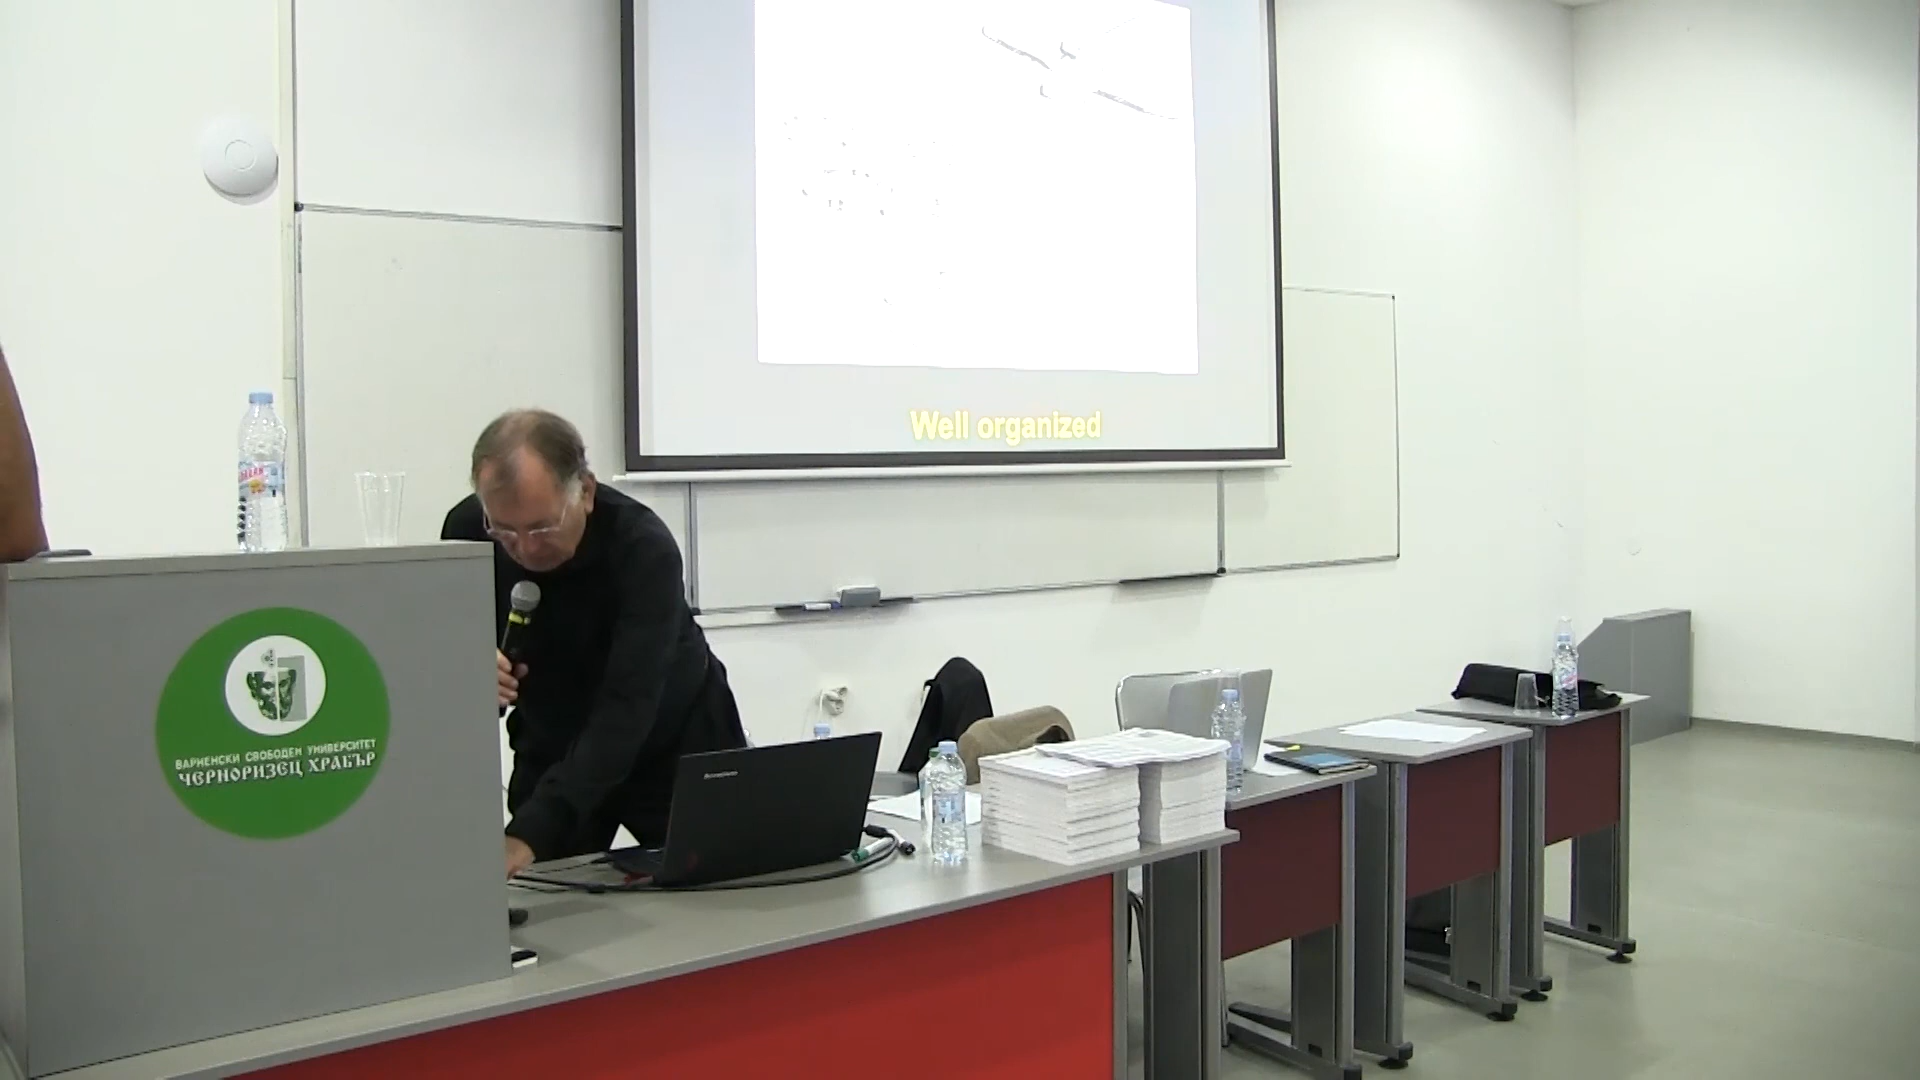 Well organized
ВАРНЕНСКИ СВОБОДЕН УНИВЕРСИТЕТ
ЧЕРНОРИЗЕЦ ХРАБЪР